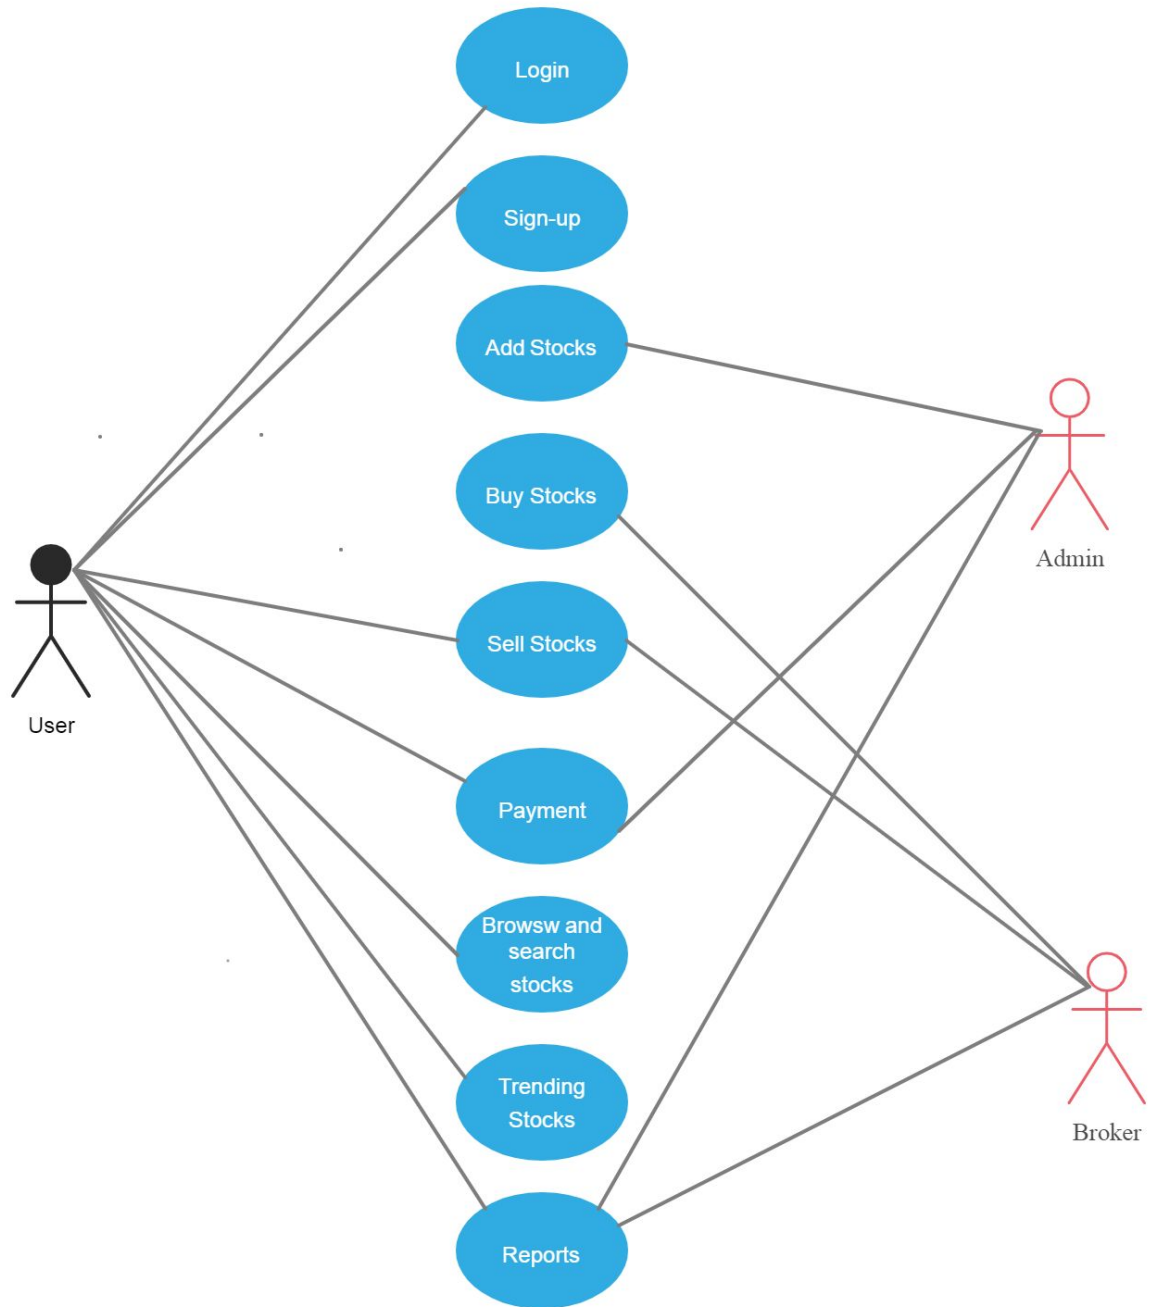 Login
Sign-up
Add Stocks
Buy Stocks
Admin
Sell Stocks
User
Payment
Browsw and
search
stocks
Trending
Stocks
Broker
Reports